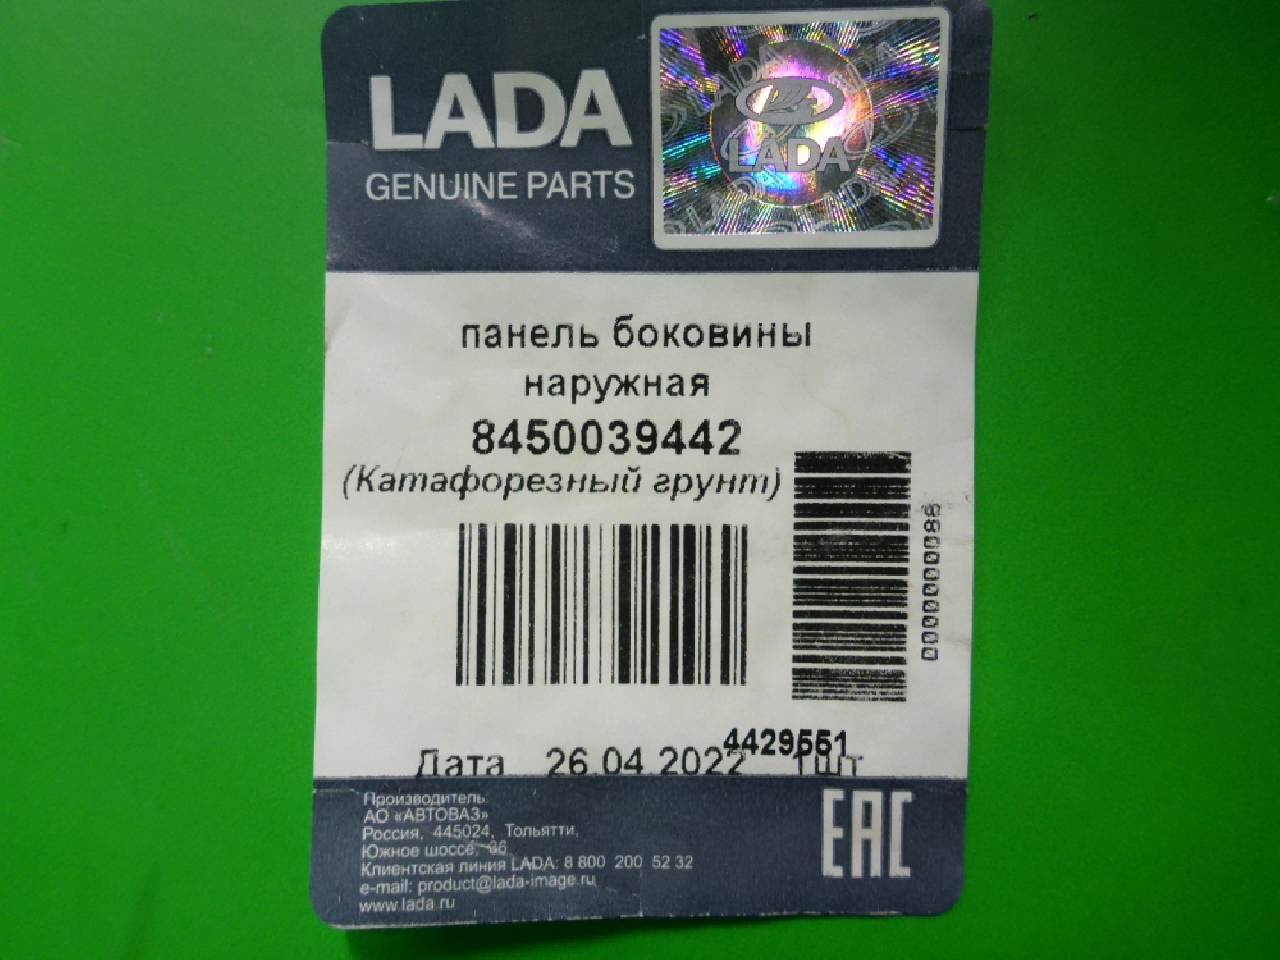 LADA
GENUINE PARTS
LADA
панель боковины
наружная
8450039442
(Катафорезный грунт)
0000000088
4429551
Дата 26.04.2022 1шт
Производитель:
АО «АВТОВАЗ»
Россия, 445024, Тольятти,
Южное шоссе, 36
Клиентская линия LADA: 8 800 200 52 32
e-mail: product@lada-image.ru
www.lada.ru
EAC